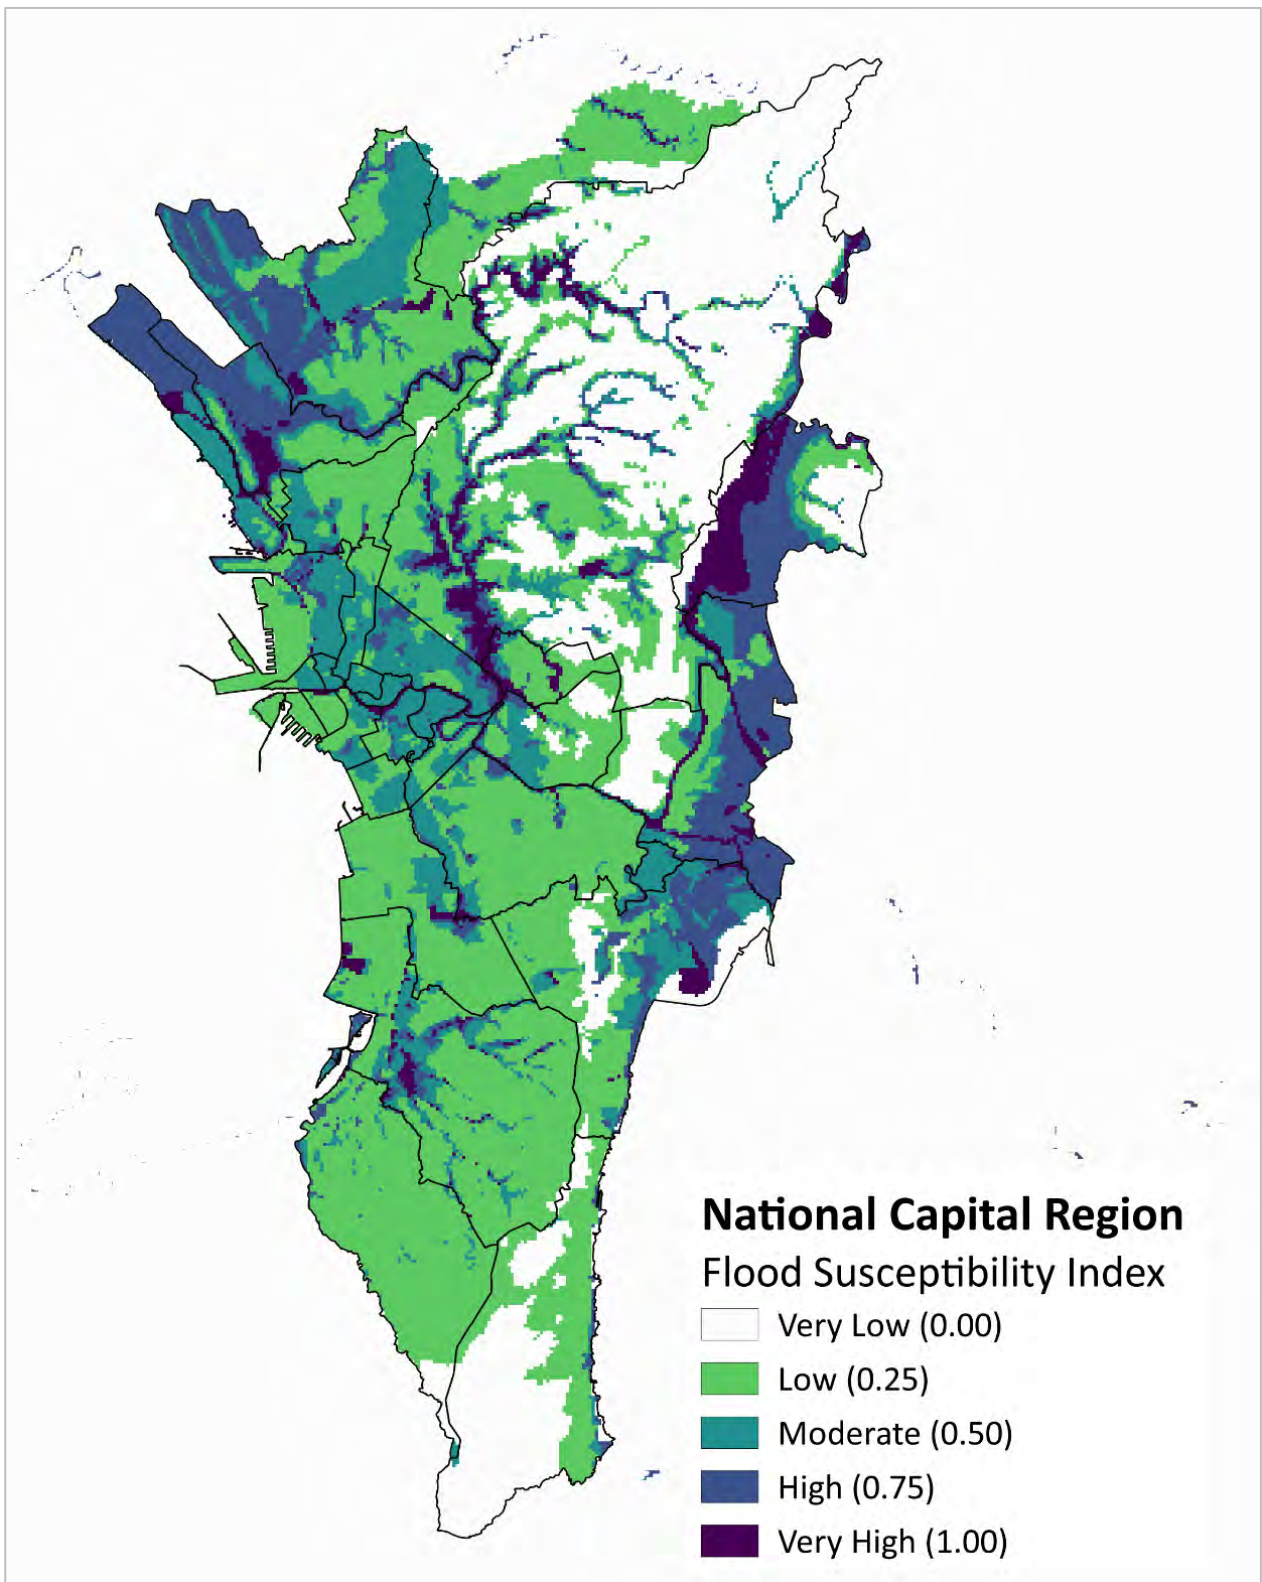 National Capital Region
Flood Susceptibility Index
Very Low (0.00)
Low (0.25)
Moderate (0.50)
High (0.75)
Very High (1.00)